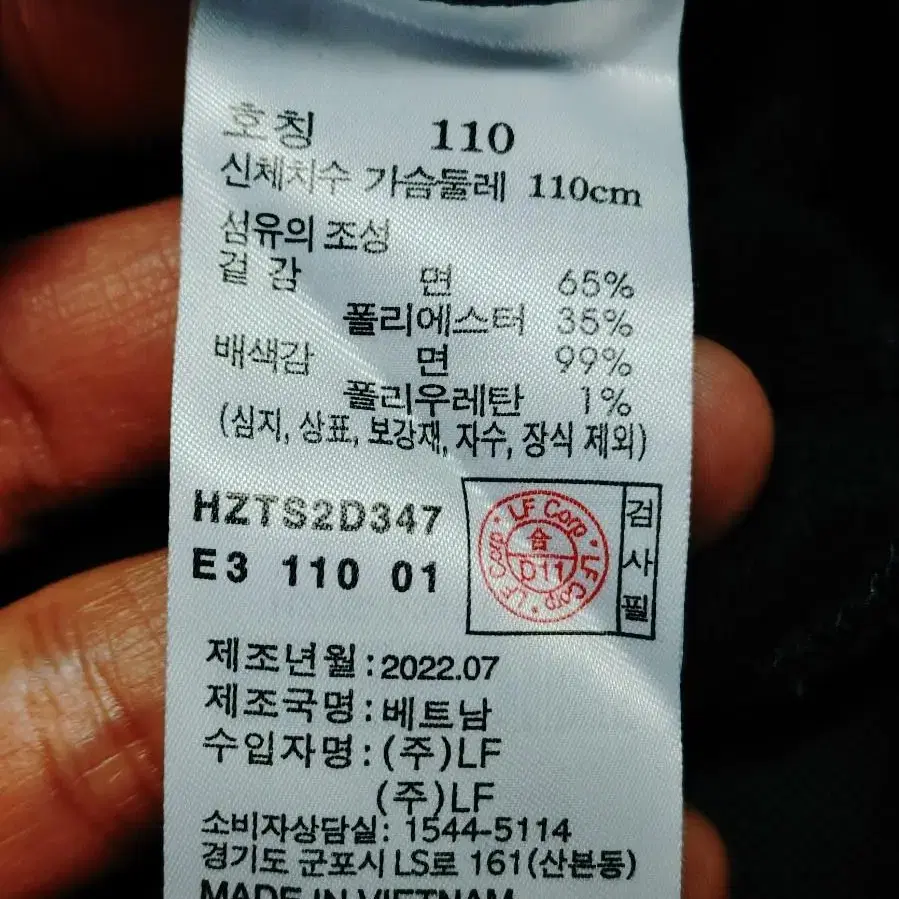 호칭 110
신체치수 가슴둘레 110cm
섬유의 조성
겉감 면 65%
폴리에스터 35%
배색감 면 99%
폴리우레탄 1%
(심지, 상표, 보강재, 자수, 장식 제외)
HZTS2D347
E3 110 01
LF Corp · LF Corp · LF Corp ·
合
D11
검사필
제조년월 : 2022.07
제조국명 : 베트남
수입자명 : (주)LF
(주)LF
소비자상담실: 1544-5114
경기도 군포시 LS로 161(산본동)
MADE IN VIETNAM